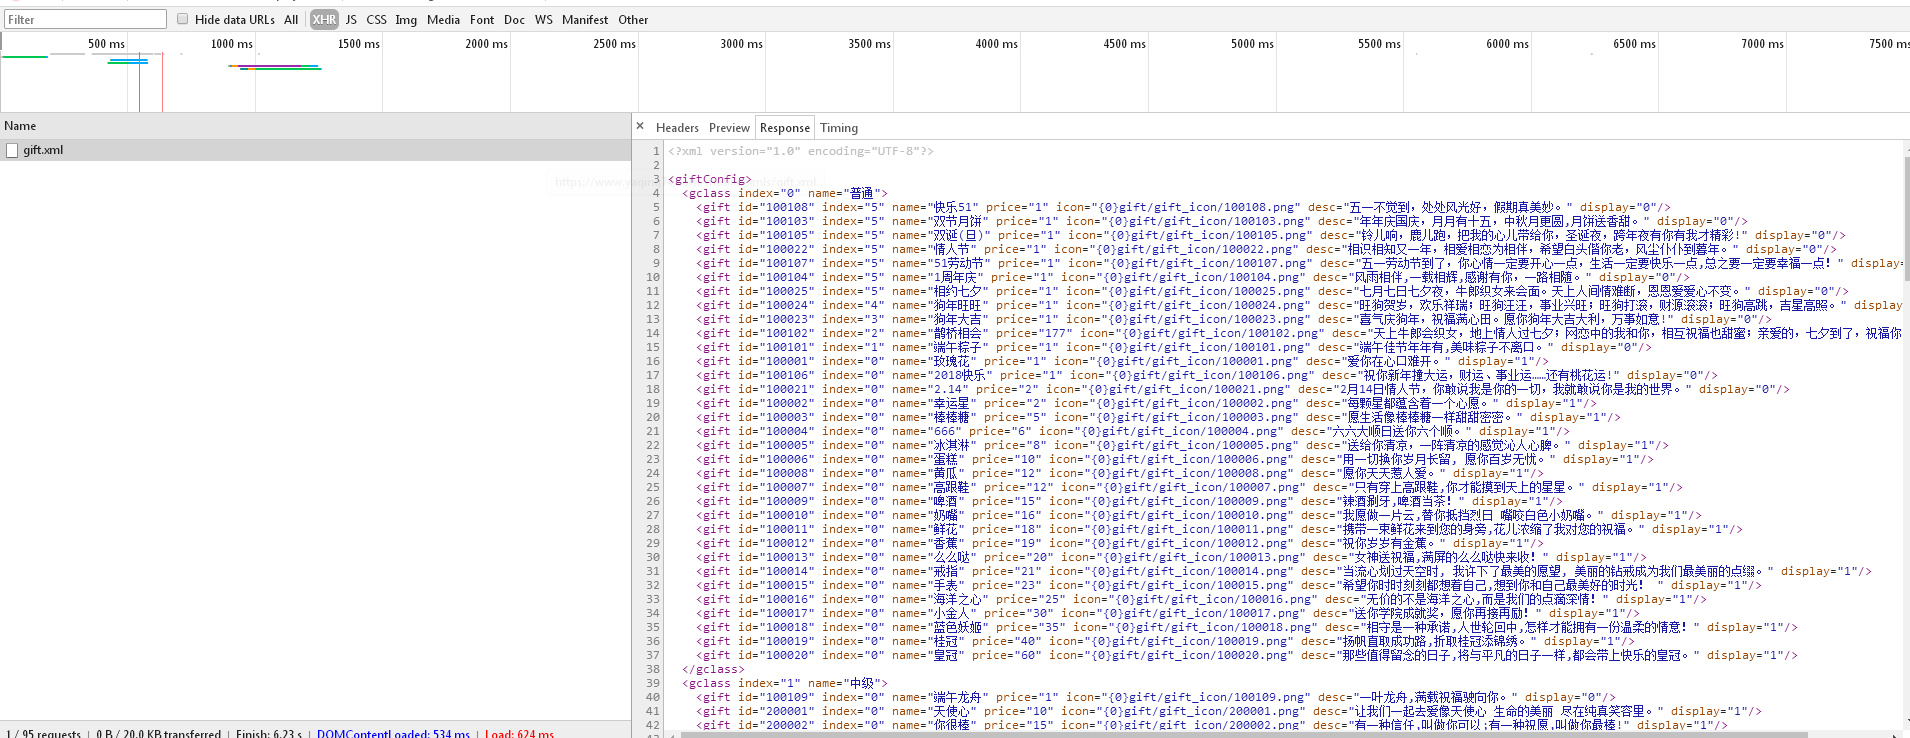 Filter Hide data URLs All XHR JS CSS Img Media Font Doc WS Manifest Other
500 ms 1000 ms 1500 ms 2000 ms 2500 ms 3000 ms 3500 ms 4000 ms 4500 ms 5000 ms 5500 ms 6000 ms 6500 ms 7000 ms 7500 ms
Name
gift.xml
× Headers Preview Response Timing
1 <?xml version="1.0" encoding="UTF-8"?>
2
3 <giftConfig>
4 <gclass index="0" name="普通">
5 <gift id="100108" index="5" name="快乐51" price="1" icon="{0}gift/gift_icon/100108.png" desc="五一不觉到，处处风光好，假期真美妙。" display="0"/>
6 <gift id="100103" index="5" name="双节月饼" price="1" icon="{0}gift/gift_icon/100103.png" desc="年年庆国庆，月月有十五，中秋月更圆,月饼送香甜。" display="0"/>
7 <gift id="100105" index="5" name="双诞(旦)" price="1" icon="{0}gift/gift_icon/100105.png" desc="铃儿响，鹿儿跑，把我的心儿带给你，圣诞夜，跨年夜有你有我才精彩!" display="0"/>
8 <gift id="100022" index="5" name="情人节" price="1" icon="{0}gift/gift_icon/100022.png" desc="相识相知又一年，相爱相恋为相伴，希望白头偕你老，风尘仆仆到暮年。" display="0"/>
9 <gift id="100107" index="5" name="51劳动节" price="1" icon="{0}gift/gift_icon/100107.png" desc="五一劳动节到了，你心情一定要开心一点，生活一定要快乐一点,总之要一定要幸福一点！" display=
10 <gift id="100104" index="5" name="1周年庆" price="1" icon="{0}gift/gift_icon/100104.png" desc="风雨相伴,一载相辉,感谢有你，一路相随。" display="0"/>
11 <gift id="100025" index="5" name="相约七夕" price="1" icon="{0}gift/gift_icon/100025.png" desc="七月七日七夕夜，牛郎织女来会面。天上人间情难断，恩恩爱爱心不变。" display="0"/>
12 <gift id="100024" index="4" name="狗年旺旺" price="1" icon="{0}gift/gift_icon/100024.png" desc="旺狗贺岁，欢乐祥瑞；旺狗汪汪，事业兴旺；旺狗打滚，财源滚滚；旺狗高跳，吉星高照。" display
13 <gift id="100023" index="3" name="狗年大吉" price="1" icon="{0}gift/gift_icon/100023.png" desc="喜气庆狗年，祝福满心田。愿你狗年大吉大利，万事如意!" display="0"/>
14 <gift id="100102" index="2" name="鹊桥相会" price="177" icon="{0}gift/gift_icon/100102.png" desc="天上牛郎会织女，地上情人过七夕；网恋中的我和你，相互祝福也甜蜜；亲爱的，七夕到了，祝福你
15 <gift id="100101" index="1" name="端午粽子" price="1" icon="{0}gift/gift_icon/100101.png" desc="端午佳节年年有,美味粽子不离口。" display="0"/>
16 <gift id="100001" index="0" name="玫瑰花" price="1" icon="{0}gift/gift_icon/100001.png" desc="爱你在心口难开。" display="1"/>
17 <gift id="100106" index="0" name="2018快乐" price="1" icon="{0}gift/gift_icon/100106.png" desc="祝你新年撞大运，财运、事业运……还有桃花运!" display="0"/>
18 <gift id="100021" index="0" name="2.14" price="2" icon="{0}gift/gift_icon/100021.png" desc="2月14日情人节，你敢说我是你的一切，我就敢说你是我的世界。" display="0"/>
19 <gift id="100002" index="0" name="幸运星" price="2" icon="{0}gift/gift_icon/100002.png" desc="每颗星都蕴含着一个心愿。" display="1"/>
20 <gift id="100003" index="0" name="棒棒糖" price="5" icon="{0}gift/gift_icon/100003.png" desc="愿生活像棒棒糖一样甜甜密密。" display="1"/>
21 <gift id="100004" index="0" name="666" price="6" icon="{0}gift/gift_icon/100004.png" desc="六六大顺日送你六个顺。" display="1"/>
22 <gift id="100005" index="0" name="冰淇淋" price="8" icon="{0}gift/gift_icon/100005.png" desc="送给你清凉，一阵清凉的感觉沁人心脾。" display="1"/>
23 <gift id="100006" index="0" name="蛋糕" price="10" icon="{0}gift/gift_icon/100006.png" desc="用一切换你岁月长留, 愿你百岁无忧。" display="1"/>
24 <gift id="100008" index="0" name="黄瓜" price="12" icon="{0}gift/gift_icon/100008.png" desc="愿你天天惹人爱。" display="1"/>
25 <gift id="100007" index="0" name="高跟鞋" price="12" icon="{0}gift/gift_icon/100007.png" desc="只有穿上高跟鞋,你才能摸到天上的星星。" display="1"/>
26 <gift id="100009" index="0" name="啤酒" price="15" icon="{0}gift/gift_icon/100009.png" desc="辣酒涮牙,啤酒当茶！" display="1"/>
27 <gift id="100010" index="0" name="奶嘴" price="16" icon="{0}gift/gift_icon/100010.png" desc="我愿做一片云,替你抵挡烈日 嘴咬白色小奶嘴。" display="1"/>
28 <gift id="100011" index="0" name="鲜花" price="18" icon="{0}gift/gift_icon/100011.png" desc="携带一束鲜花来到您的身旁,花儿浓缩了我对您的祝福。" display="1"/>
29 <gift id="100012" index="0" name="香蕉" price="19" icon="{0}gift/gift_icon/100012.png" desc="祝你岁岁有金蕉。" display="1"/>
30 <gift id="100013" index="0" name="么么哒" price="20" icon="{0}gift/gift_icon/100013.png" desc="女神送祝福,满屏的么么哒快来收！" display="1"/>
31 <gift id="100014" index="0" name="戒指" price="21" icon="{0}gift/gift_icon/100014.png" desc="当流心划过天空时, 我许下了最美的愿望, 美丽的钻戒成为我们最美丽的点缀。" display="1"/>
32 <gift id="100015" index="0" name="手表" price="23" icon="{0}gift/gift_icon/100015.png" desc="希望你时时刻刻都想着自己,想到你和自己最美好的时光！" display="1"/>
33 <gift id="100016" index="0" name="海洋之心" price="25" icon="{0}gift/gift_icon/100016.png" desc="无价的不是海洋之心,而是我们的点滴深情！" display="1"/>
34 <gift id="100017" index="0" name="小金人" price="30" icon="{0}gift/gift_icon/100017.png" desc="送你学院成就奖，愿你再接再励！" display="1"/>
35 <gift id="100018" index="0" name="蓝色妖姬" price="35" icon="{0}gift/gift_icon/100018.png" desc="相守是一种承诺,人世轮回中,怎样才能拥有一份温柔的情意！" display="1"/>
36 <gift id="100019" index="0" name="桂冠" price="40" icon="{0}gift/gift_icon/100019.png" desc="扬帆直取成功路,折取桂冠添锦绣。" display="1"/>
37 <gift id="100020" index="0" name="皇冠" price="60" icon="{0}gift/gift_icon/100020.png" desc="那些值得留念的日子,将与平凡的日子一样,都会带上快乐的皇冠。" display="1"/>
38 </gclass>
39 <gclass index="1" name="中级">
40 <gift id="100109" index="0" name="端午龙舟" price="1" icon="{0}gift/gift_icon/100109.png" desc="一叶龙舟,满载祝福驶向你。" display="0"/>
41 <gift id="200001" index="0" name="天使心" price="10" icon="{0}gift/gift_icon/200001.png" desc="让我们一起去爱像天使心 生命的美丽 尽在纯真笑容里。" display="1"/>
42 <gift id="200002" index="0" name="你很棒" price="15" icon="{0}gift/gift_icon/200002.png" desc="有一种信任,叫做你可以;有一种祝愿,叫做你最棒!" display="1"/>
1 / 95 requests | 0 B / 20.0 KB transferred | Finish: 6.23 s | DOMContentLoaded: 534 ms | Load: 624 ms